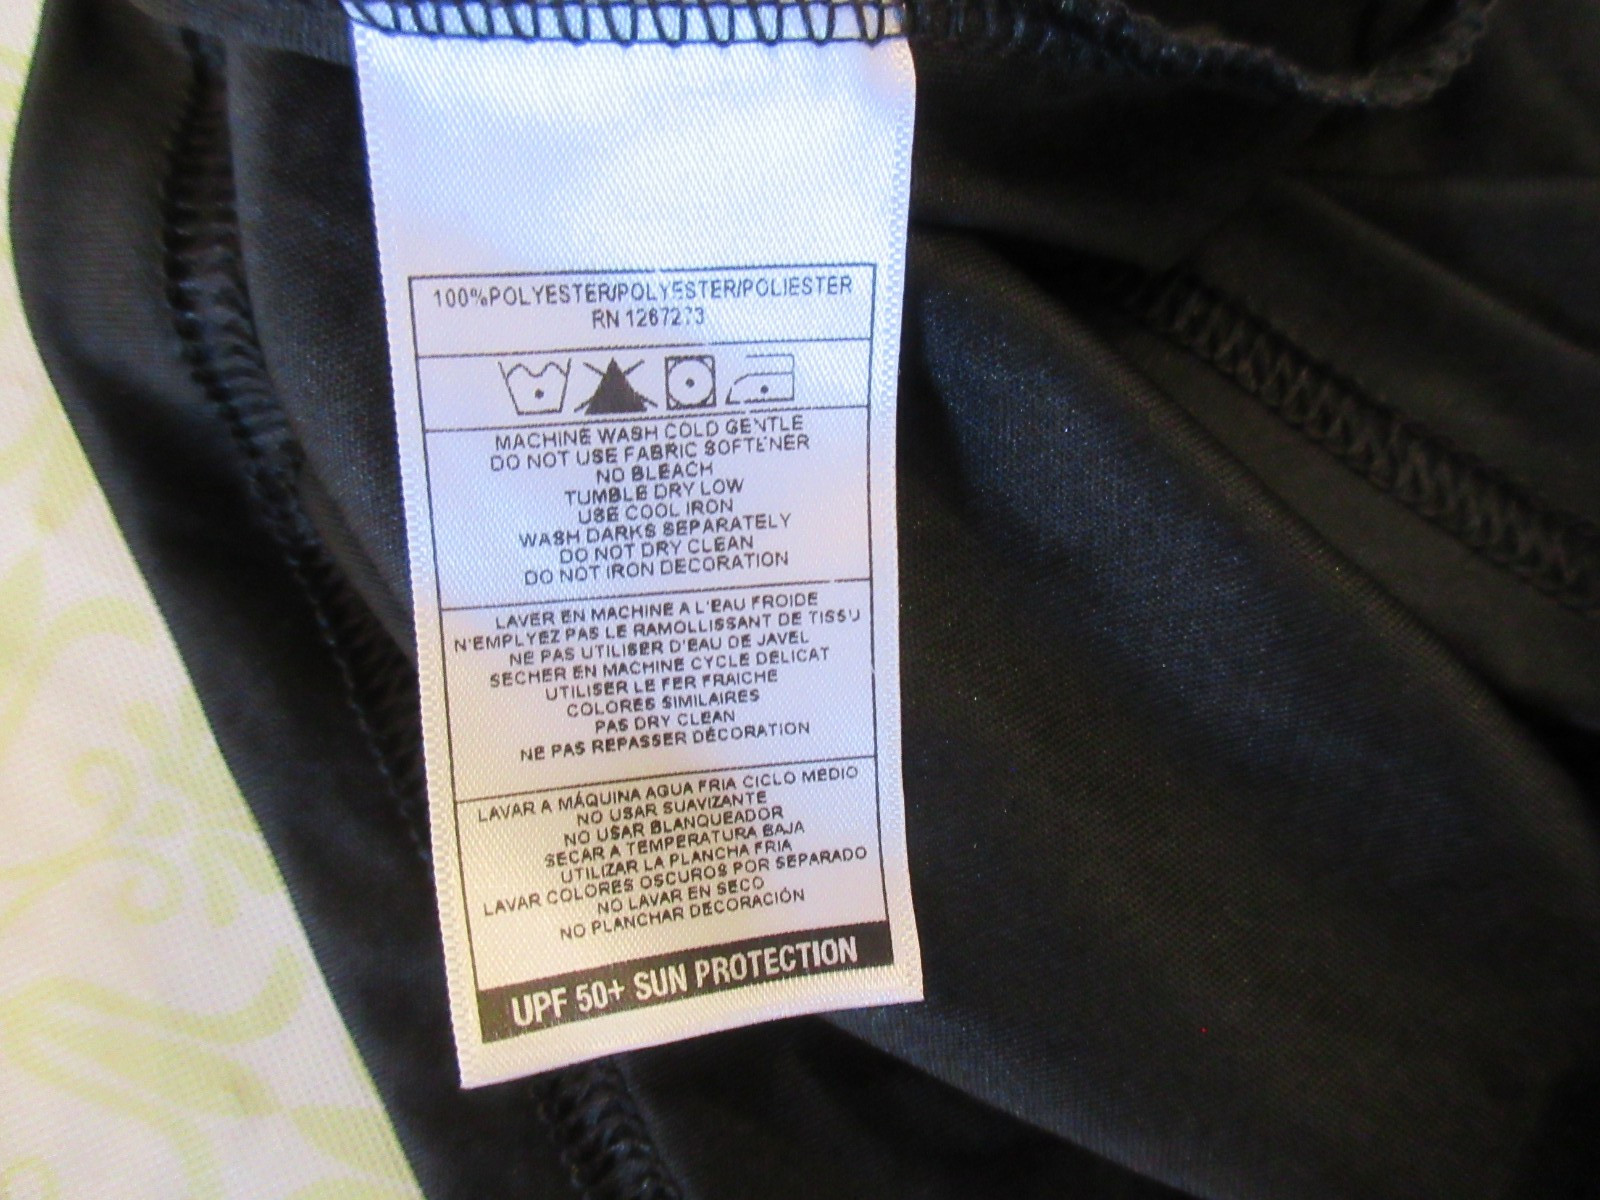 100%POLYESTER/POLYESTER/POLIESTER
RN 1267273
MACHINE WASH COLD GENTLE
DO NOT USE FABRIC SOFTENER
NO BLEACH
TUMBLE DRY LOW
USE COOL IRON
WASH DARKS SEPARATELY
DO NOT DRY CLEAN
DO NOT IRON DECORATION
LAVER EN MACHINE A L'EAU FROIDE
N'EMPLYEZ PAS LE RAMOLLISSANT DE TISSU
NE PAS UTILISER D'EAU DE JAVEL
SECHER EN MACHINE CYCLE DELICAT
UTILISER LE FER FRAICHE
COLORES SIMILAIRES
PAS DRY CLEAN
NE PAS REPASSER DÉCORATION
LAVAR A MÁQUINA AGUA FRIA CICLO MEDIO
NO USAR SUAVIZANTE
NO USAR BLANQUEADOR
SECAR A TEMPERATURA BAJA
UTILIZAR LA PLANCHA FRIA
LAVAR COLORES OSCUROS POR SEPARADO
NO LAVAR EN SECO
NO PLANCHAR DECORACIÓN
UPF 50+ SUN PROTECTION